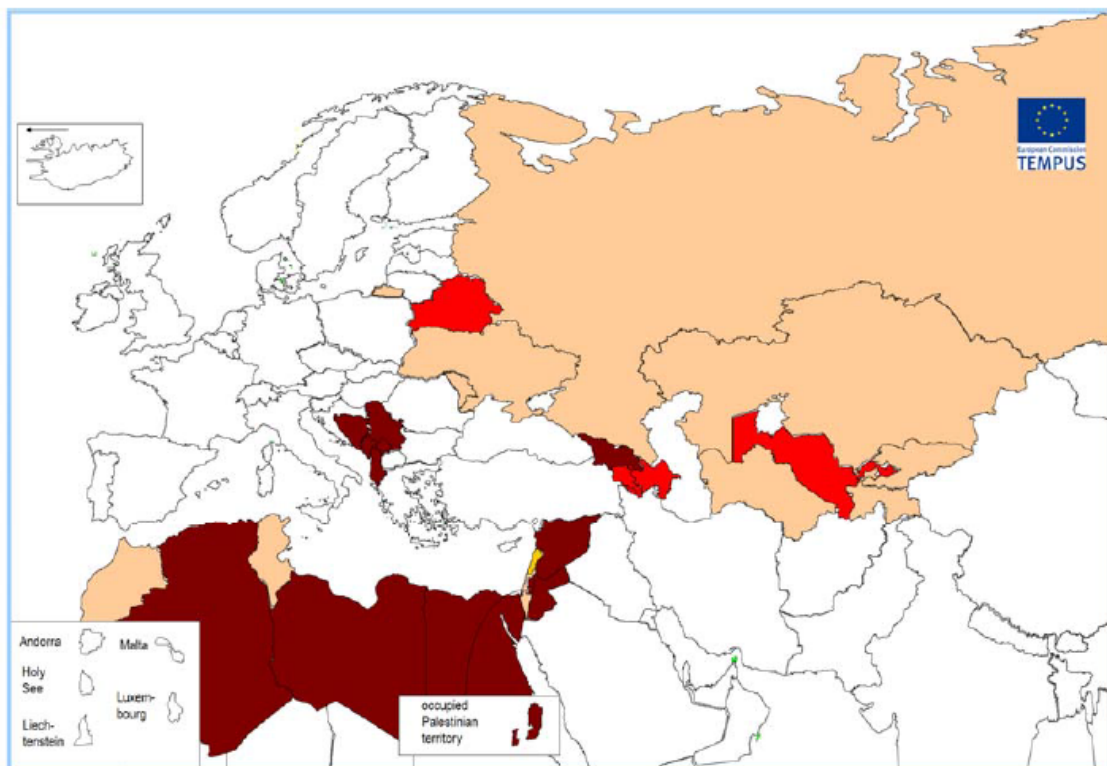 European Commission
TEMPUS
Andorra
Malta
Holy
See
Luxem-
bourg
Liech-
tenstein
occupied
Palestinian
territory